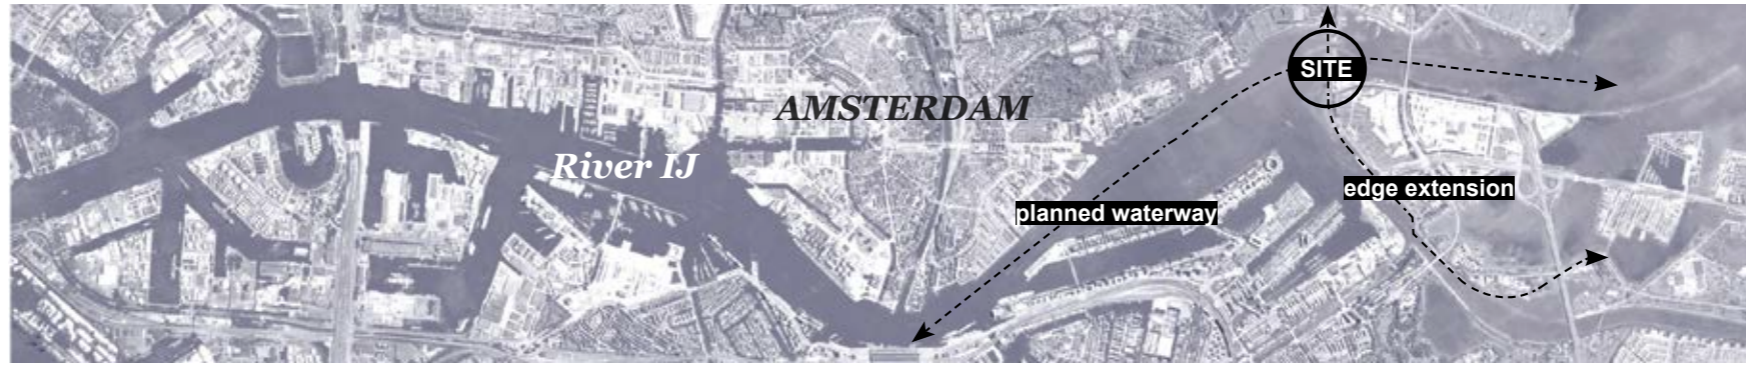 SITE
AMSTERDAM
River IJ
edge extension
planned waterway